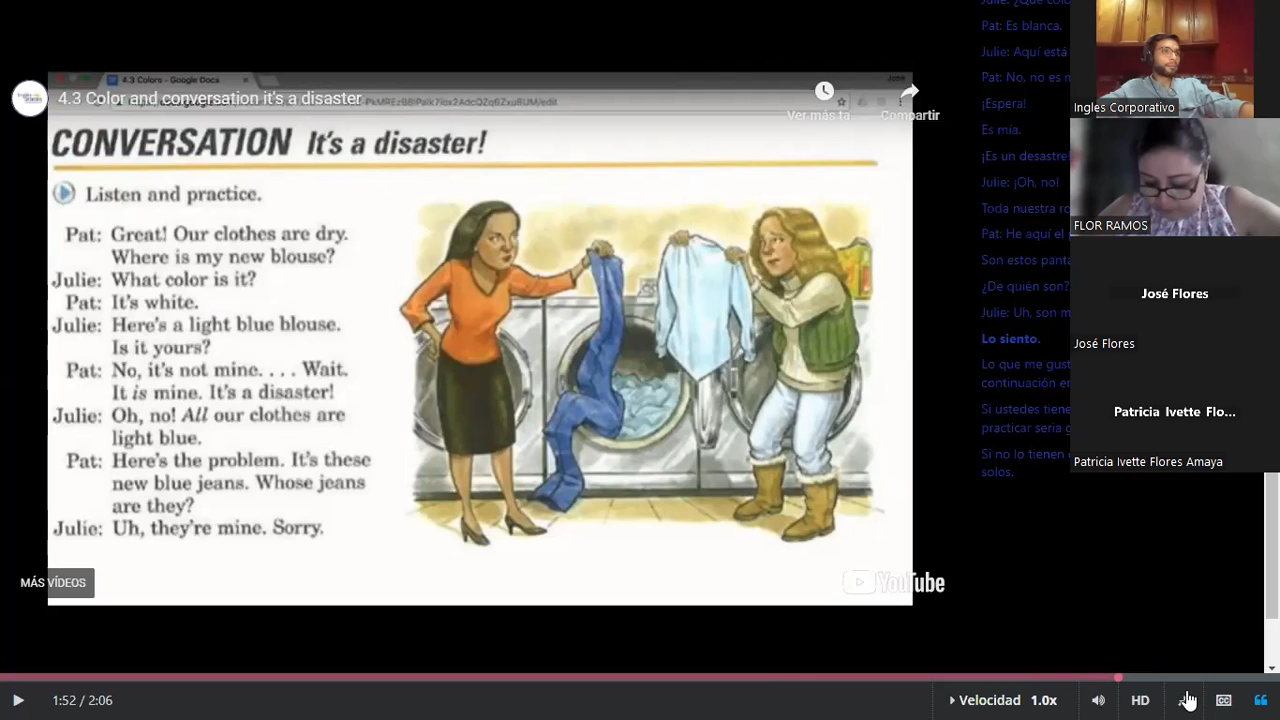 4.3 Colors - Google Docs
4.3 Color and conversation it's a disaster
Ver más ta
Compartir
CONVERSATION It's a disaster!
Listen and practice.
Pat: Great! Our clothes are dry.
Where is my new blouse?
Julie: What color is it?
Pat: It's white.
Julie: Here's a light blue blouse.
Is it yours?
Pat: No, it's not mine. . . . Wait.
It is mine. It's a disaster!
Julie: Oh, no! All our clothes are
light blue.
Pat: Here's the problem. It's these
new blue jeans. Whose jeans
are they?
Julie: Uh, they're mine. Sorry.
MÁS VÍDEOS
YouTube
Pat: Es blanca.
Julie: Aquí está
Pat: No, no es m
¡Espera!
Es mía.
¡Es un desastre!
Julie: ¡Oh, no!
Toda nuestra ro
Pat: He aquí el
Son estos panta
¿De quién son?
Julie: Uh, son m
Lo siento.
Lo que me gust
continuación en
Si ustedes tiene
practicar seria g
Si no lo tienen
solos.
Ingles Corporativo
FLOR RAMOS
José Flores
José Flores
Patricia Ivette Flo...
Patricia Ivette Flores Amaya
1:52 / 2:06
Velocidad 1.0x
HD
CC